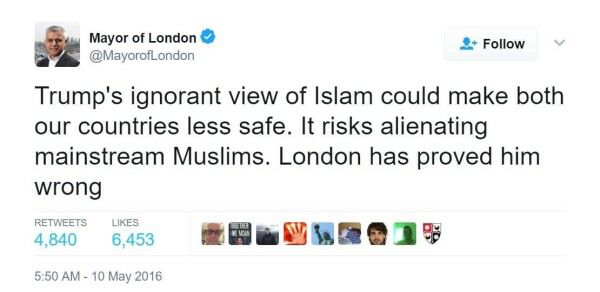 Mayor of London
@MayorofLondon
Follow
Trump's ignorant view of Islam could make both
our countries less safe. It risks alienating
mainstream Muslims. London has proved him
wrong
RETWEETS LIKES
4,840 6,453
5:50 AM - 10 May 2016